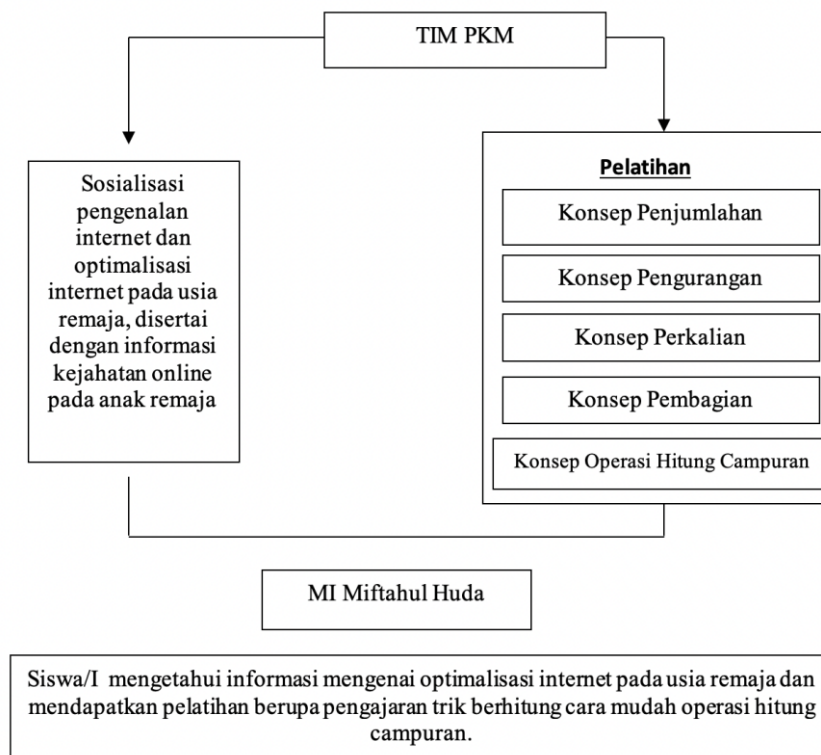 TIM PKM
Sosialisasi
pengenalan
internet dan
optimalisasi
internet pada usia
remaja, disertai
dengan informasi
kejahatan online
pada anak remaja
Pelatihan
Konsep Penjumlahan
Konsep Pengurangan
Konsep Perkalian
Konsep Pembagian
Konsep Operasi Hitung Campuran
MI Miftahul Huda
Siswa/I mengetahui informasi mengenai optimalisasi internet pada usia remaja dan
mendapatkan pelatihan berupa pengajaran trik berhitung cara mudah operasi hitung
campuran.